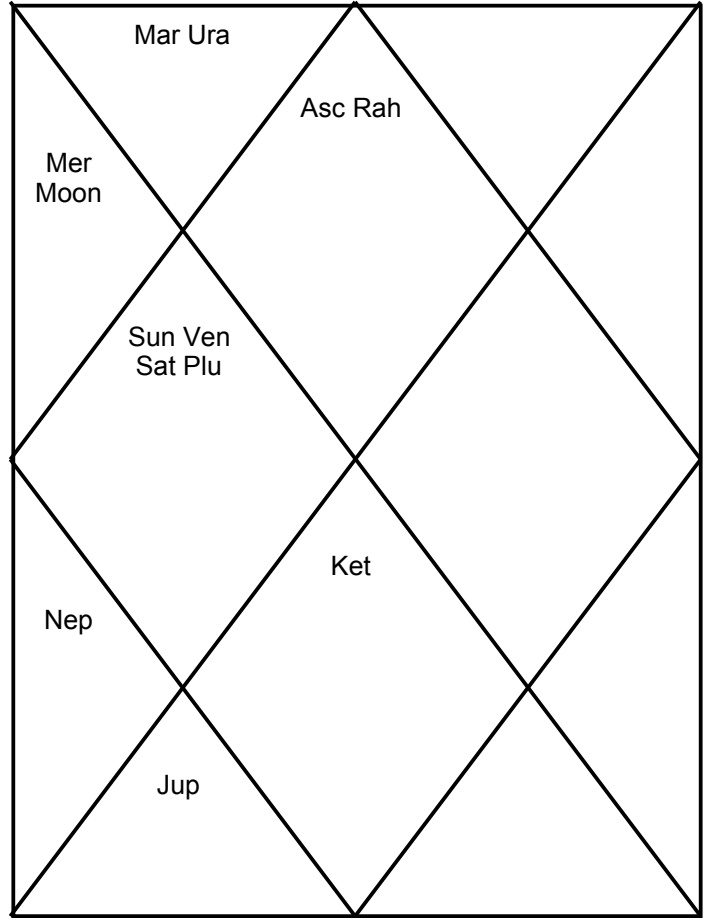 Mar Ura
Asc Rah
Mer
Moon
Sun Ven
Sat Plu
Ket
Nep
Jup